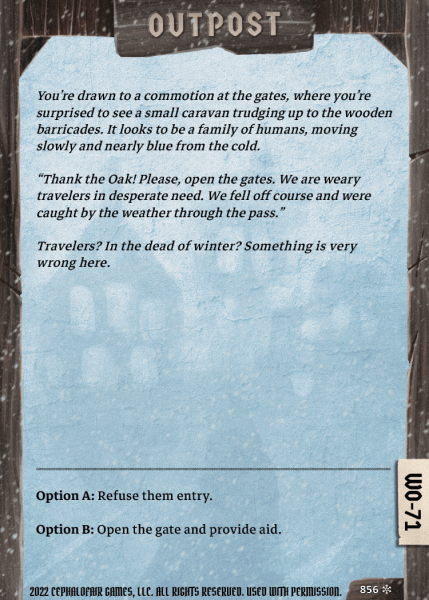 OUTPOST
You're drawn to a commotion at the gates, where you're
surprised to see a small caravan trudging up to the wooden
barricades. It looks to be a family of humans, moving
slowly and nearly blue from the cold.
“Thank the Oak! Please, open the gates. We are weary
travelers in desperate need. We fell off course and were
caught by the weather through the pass.”
Travelers? In the dead of winter? Something is very
wrong here.
Option A: Refuse them entry.
Option B: Open the gate and provide aid.
WO-71
2022 CEPHALOFAIR GAMES, LLC. ALL RIGHTS RESERVED. USED WITH PERMISSION.
856